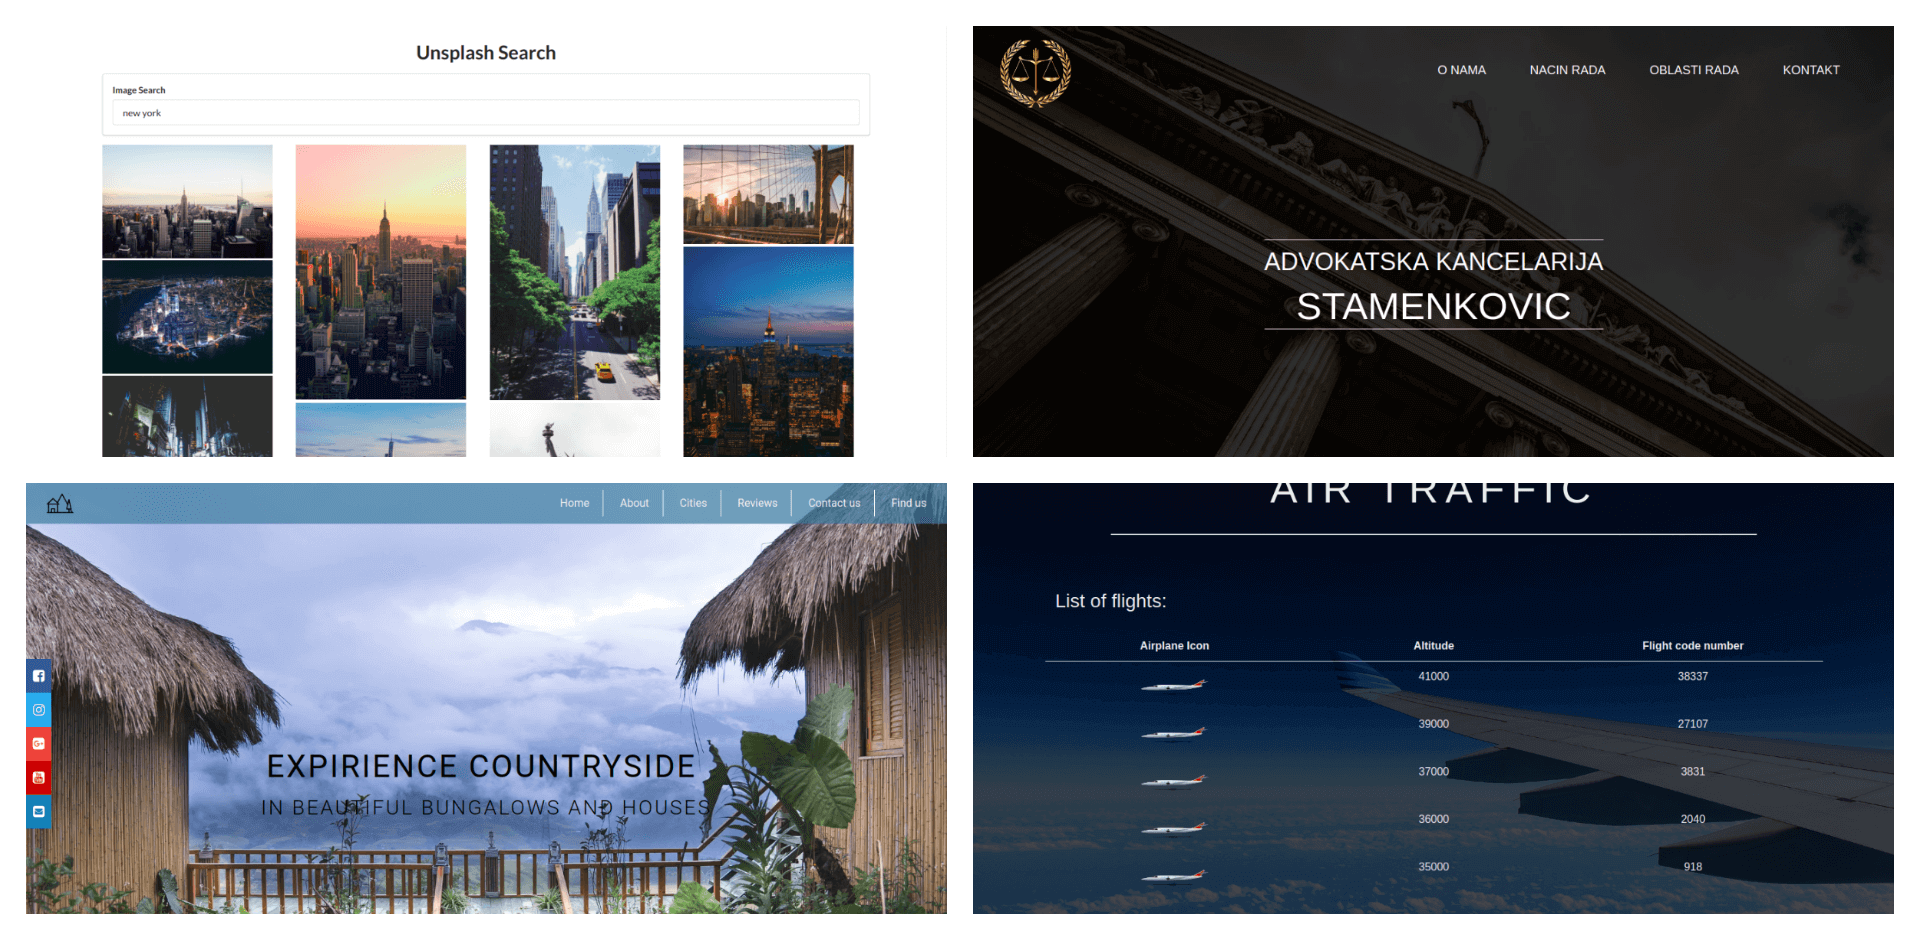 Unsplash Search
Image Search
new york
O NAMA NACIN RADA OBLASTI RADA KONTAKT
ADVOKATSKA KANCELARIJA
STAMENKOVIC
Home About Cities Reviews Contact us Find us
EXPIRIENCE COUNTRYSIDE
IN BEAUTIFUL BUNGALOWS AND HOUSES
AIR TRAFFIC
List of flights:
Airplane Icon Altitude Flight code number
41000 38337
39000 27107
37000 3831
36000 2040
35000 918